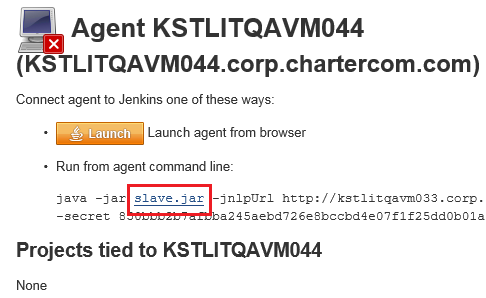 Agent KSTLITQAVM044
(KSTLITQAVM044.corp.chartercom.com)
Connect agent to Jenkins one of these ways:
• Launch Launch agent from browser
• Run from agent command line:
java -jar slave.jar -jnlpUrl http://kstlitqavm033.corp.
-secret 850bbb2b7afbba245aebd726e8bccbd4e07f1f25dd0b01a
Projects tied to KSTLITQAVM044
None